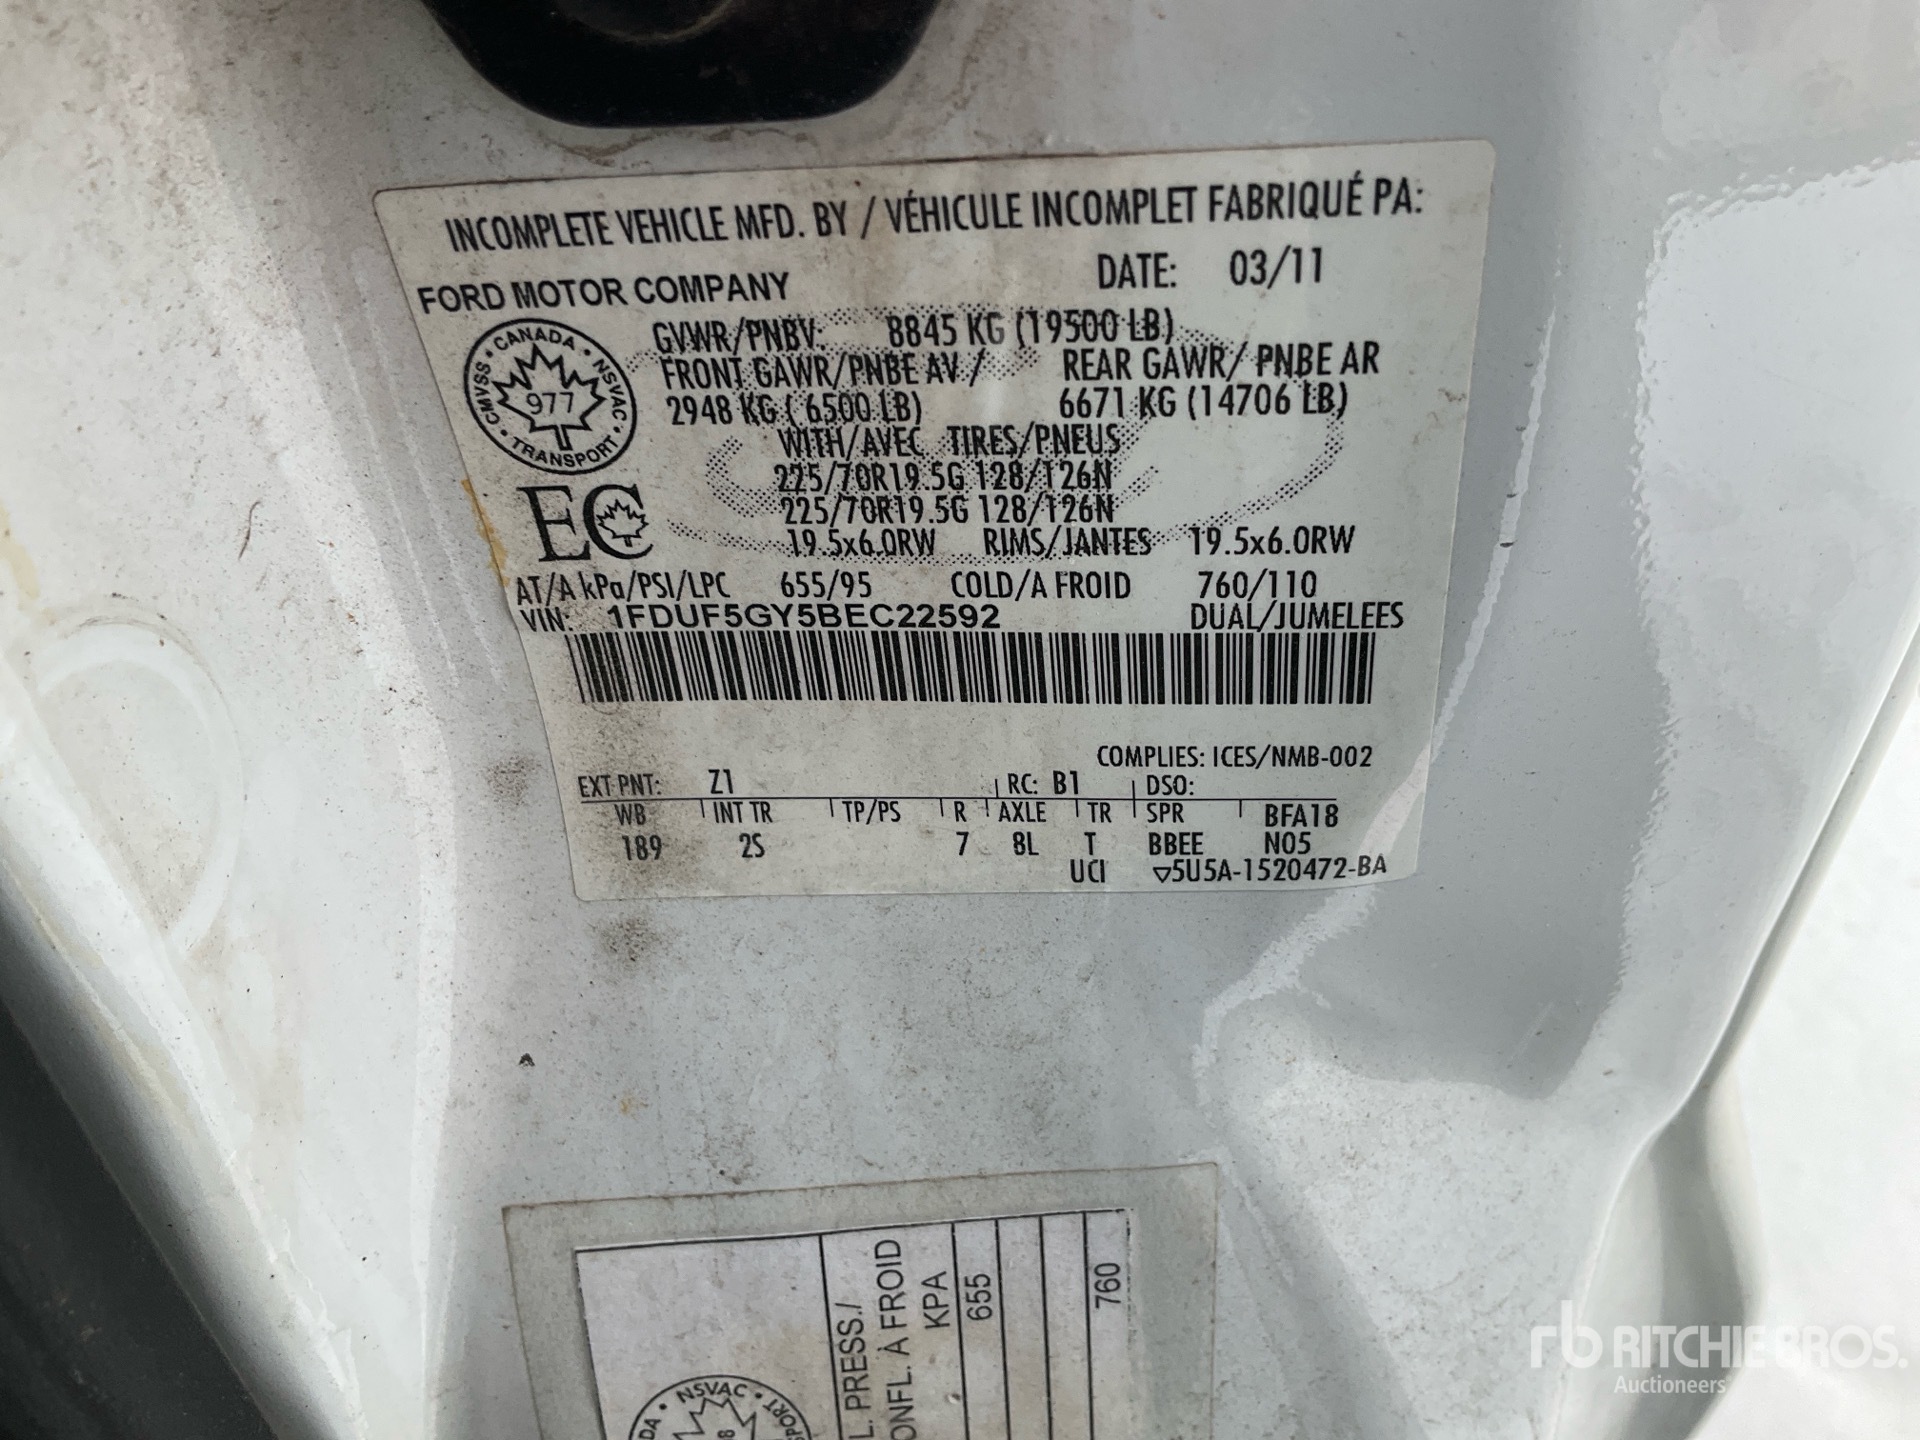 INCOMPLETE VEHICLE MFD. BY / VÉHICULE INCOMPLET FABRIQUÉ PA:
FORD MOTOR COMPANY DATE: 03/11
GVWR/PNBV: 8845 KG (19500 LB)
FRONT GAWR/PNBE AV / REAR GAWR/ PNBE AR
2948 KG ( 6500 LB) 6671 KG (14706 LB)
CANADA · NSVAC · TRANSPORT · CMVSS ·
977
WITH/AVEC TIRES/PNEUS
225/70R19.5G 128/126N
225/70R19.5G 128/126N
EC
19.5x6.0RW RIMS/JANTES 19.5x6.0RW
AT/A kPa/PSI/LPC 655/95 COLD/A FROID 760/110
VIN: 1FDUF5GY5BEC22592 DUAL/JUMELEES
COMPLIES: ICES/NMB-002
EXT PNT: Z1 RC: B1 DSO:
WB INT TR TP/PS R AXLE TR SPR BFA18
189 2S 7 8L T BBEE N05
UCI ▽5U5A-1520472-BA
L. PRESS./
ONFL. À FROID
KPA
655
760
NSVAC
rb RITCHIE BROS.
Auctioneers